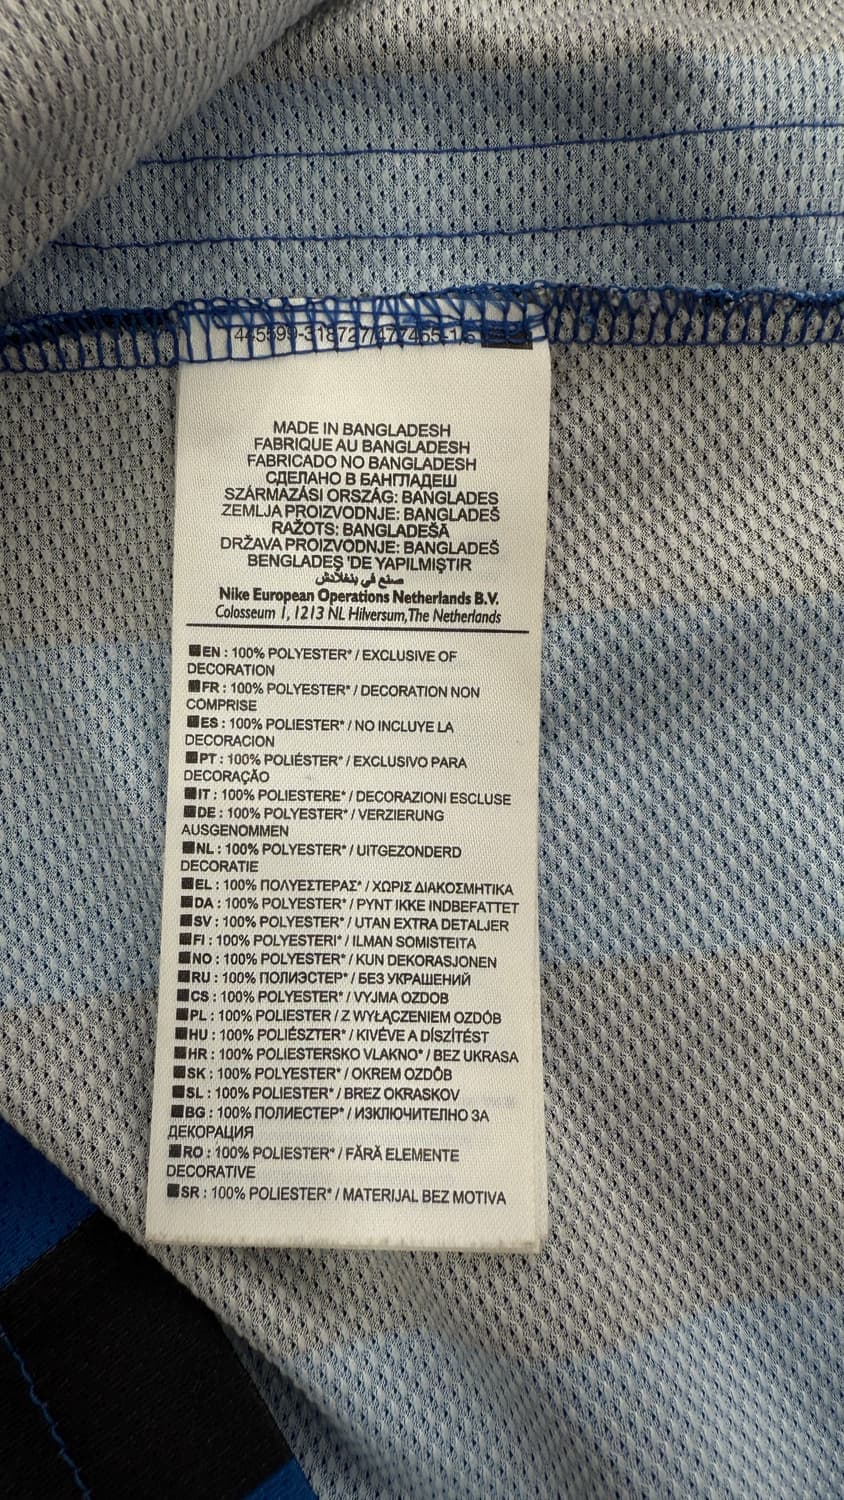 445599-318727/477465-1/6
MADE IN BANGLADESH
FABRIQUE AU BANGLADESH
FABRICADO NO BANGLADESH
СДЕЛАНО В БАНГЛАДЕШ
SZÁRMAZÁSI ORSZÁG: BANGLADES
ZEMLJA PROIZVODNJE: BANGLADEŠ
RAŽOTS: BANGLADEŠĀ
DRŽAVA PROIZVODNJE: BANGLADEŠ
BENGLADEŞ 'DE YAPILMIŞTIR
صنع في بنغلادش
Nike European Operations Netherlands B.V.
Colosseum 1, 1213 NL Hilversum, The Netherlands
EN : 100% POLYESTER* / EXCLUSIVE OF
DECORATION
FR : 100% POLYESTER* / DECORATION NON
COMPRISE
ES : 100% POLIESTER* / NO INCLUYE LA
DECORACION
PT : 100% POLIÉSTER* / EXCLUSIVO PARA
DECORAÇÃO
IT : 100% POLIESTERE* / DECORAZIONI ESCLUSE
DE : 100% POLYESTER* / VERZIERUNG
AUSGENOMMEN
NL : 100% POLYESTER* / UITGEZONDERD
DECORATIE
EL : 100% ΠΟΛΥΕΣΤΕΡΑΣ* / ΧΩΡΙΣ ΔΙΑΚΟΣΜΗΤΙΚΑ
DA : 100% POLYESTER* / PYNT IKKE INDBEFATTET
SV : 100% POLYESTER* / UTAN EXTRA DETALJER
FI : 100% POLYESTERI* / ILMAN SOMISTEITA
NO : 100% POLYESTER* / KUN DEKORASJONEN
RU : 100% ПОЛИЭСТЕР* / БЕЗ УКРАШЕНИЙ
CS : 100% POLYESTER* / VYJMA OZDOB
PL : 100% POLIESTER / Z WYŁĄCZENIEM OZDÓB
HU : 100% POLIÉSZTER* / KIVÉVE A DÍSZÍTÉST
HR : 100% POLIESTERSKO VLAKNO* / BEZ UKRASA
SK : 100% POLYESTER* / OKREM OZDÔB
SL : 100% POLIESTER* / BREZ OKRASKOV
BG : 100% ПОЛИЕСТЕР* / ИЗКЛЮЧИТЕЛНО ЗА
ДЕКОРАЦИЯ
RO : 100% POLIESTER* / FĂRĂ ELEMENTE
DECORATIVE
SR : 100% POLIESTER* / MATERIJAL BEZ MOTIVA